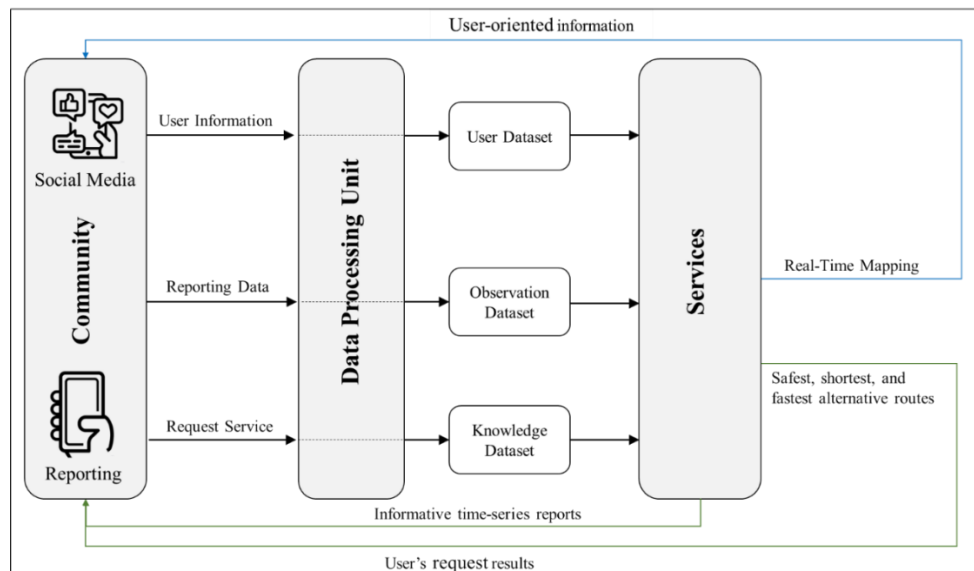 User-oriented information
Social Media
Community
Reporting
User Information
Reporting Data
Request Service
Data Processing Unit
User Dataset
Observation
Dataset
Knowledge
Dataset
Services
Real-Time Mapping
Safest, shortest, and
fastest alternative routes
Informative time-series reports
User's request results